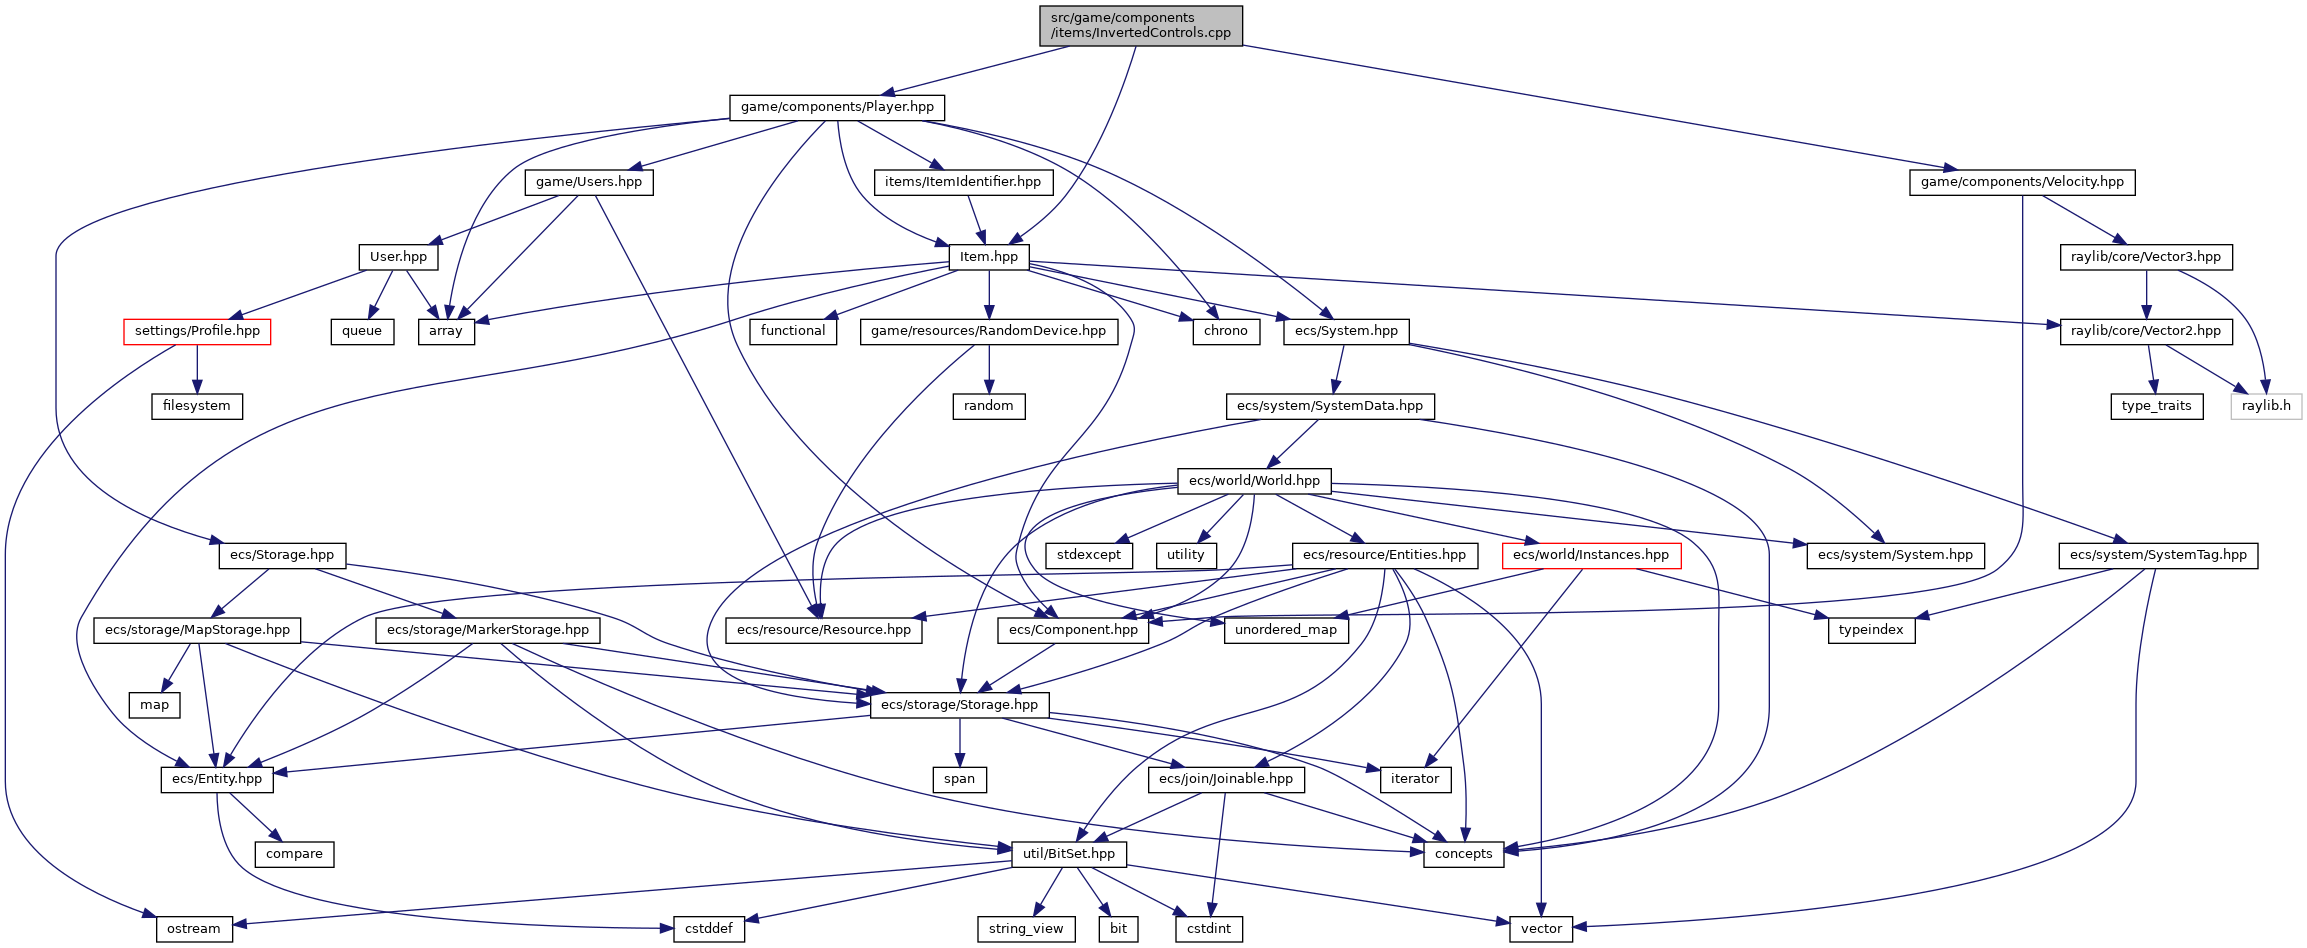 src/game/components
/items/InvertedControls.cpp
game/components/Player.hpp
game/Users.hpp
items/ItemIdentifier.hpp
game/components/Velocity.hpp
User.hpp
Item.hpp
raylib/core/Vector3.hpp
settings/Profile.hpp
queue
array
functional
game/resources/RandomDevice.hpp
chrono
ecs/System.hpp
raylib/core/Vector2.hpp
filesystem
random
ecs/system/SystemData.hpp
type_traits
raylib.h
ecs/world/World.hpp
ecs/Storage.hpp
stdexcept
utility
ecs/resource/Entities.hpp
ecs/world/Instances.hpp
ecs/system/System.hpp
ecs/system/SystemTag.hpp
ecs/storage/MapStorage.hpp
ecs/storage/MarkerStorage.hpp
ecs/resource/Resource.hpp
ecs/Component.hpp
unordered_map
typeindex
map
ecs/storage/Storage.hpp
ecs/Entity.hpp
span
ecs/join/Joinable.hpp
iterator
compare
util/BitSet.hpp
concepts
ostream
cstddef
string_view
bit
cstdint
vector